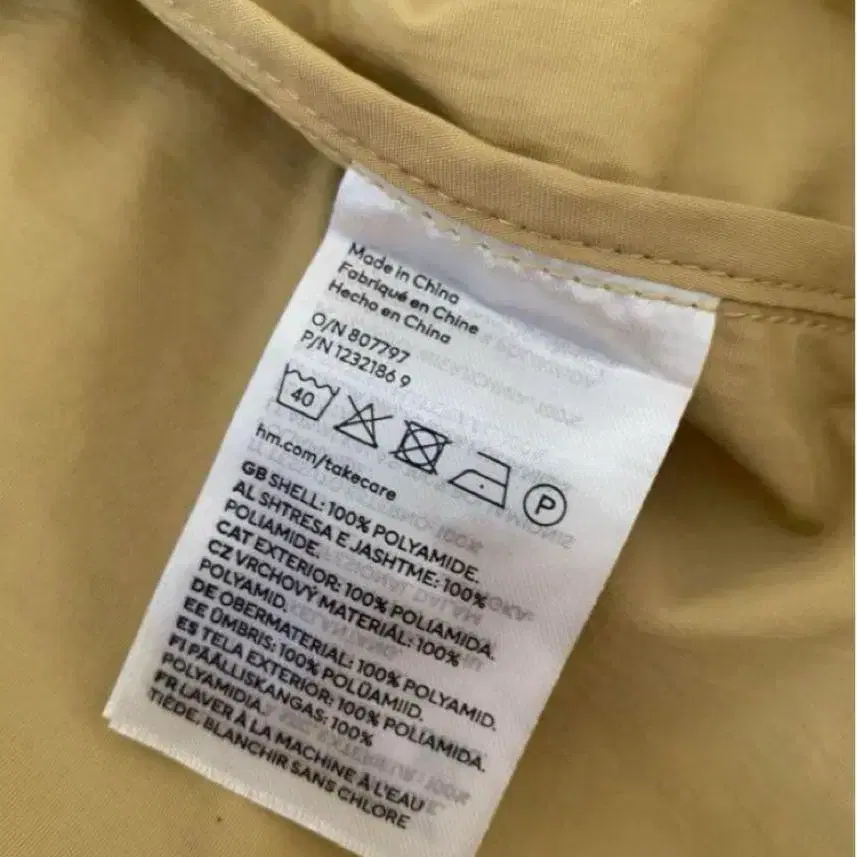 Made in China
Fabriqué en Chine
Hecho en China
O/N 807797
P/N 1232186 9
40
P
hm.com/takecare
GB SHELL: 100% POLYAMIDE.
AL SHTRESA E JASHTME: 100%
POLIAMIDE.
CAT EXTERIOR: 100% POLIAMIDA.
CZ VRCHOVÝ MATERIÁL: 100%
POLYAMID.
DE OBERMATERIAL: 100% POLYAMID.
EE ÜMBRIS: 100% POLÜAMIID.
ES TELA EXTERIOR: 100% POLIAMIDA.
FI PÄÄLLISKANGAS: 100%
POLYAMIDIA.
FR LAVER À LA MACHINE À L'EAU
TIÈDE, BLANCHIR SANS CHLORE